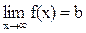 lim f(x) = b
x→∞